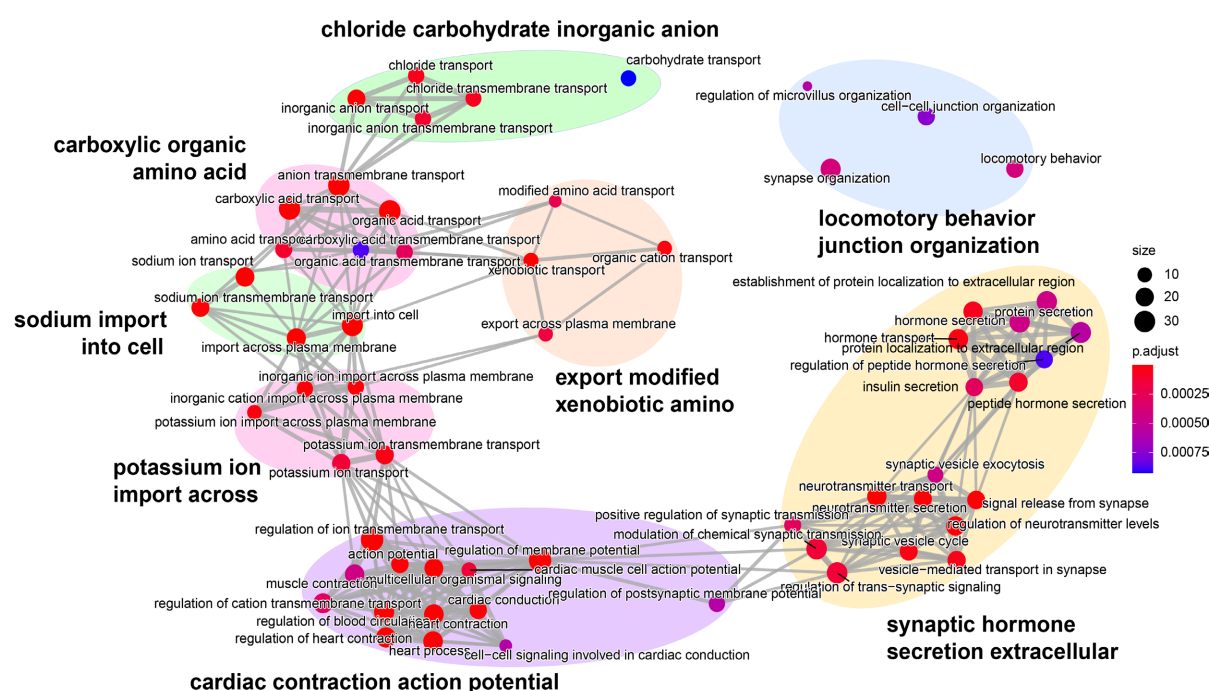 chloride carbohydrate inorganic anion
chloride transport
carbohydrate transport
chloride transmembrane transport
inorganic anion transport
inorganic anion transmembrane transport
regulation of microvillus organization
cell-cell junction organization
locomotory behavior
synapse organization
locomotory behavior
junction organization
carboxylic organic
amino acid
anion transmembrane transport
carboxylic acid transport
organic acid transport
amino acid transport
carboxylic acid transmembrane transport
organic acid transmembrane transport
modified amino acid transport
organic cation transport
xenobiotic transport
export across plasma membrane
export modified
xenobiotic amino
sodium ion transport
sodium ion transmembrane transport
import into cell
import across plasma membrane
sodium import
into cell
inorganic ion import across plasma membrane
inorganic cation import across plasma membrane
potassium ion import across plasma membrane
potassium ion transmembrane transport
potassium ion transport
potassium ion
import across
establishment of protein localization to extracellular region
protein secretion
hormone secretion
hormone transport
protein localization to extracellular region
regulation of peptide hormone secretion
insulin secretion
peptide hormone secretion
synaptic vesicle exocytosis
neurotransmitter transport
neurotransmitter secretion
signal release from synapse
positive regulation of synaptic transmission
regulation of neurotransmitter levels
modulation of chemical synaptic transmission
synaptic vesicle cycle
vesicle-mediated transport in synapse
regulation of trans-synaptic signaling
synaptic hormone
secretion extracellular
regulation of ion transmembrane transport
action potential
regulation of membrane potential
cardiac muscle cell action potential
muscle contraction
multicellular organismal signaling
regulation of postsynaptic membrane potential
regulation of cation transmembrane transport
cardiac conduction
regulation of blood circulation
heart contraction
regulation of heart contraction
heart process
cell-cell signaling involved in cardiac conduction
cardiac contraction action potential
size
10
20
30
p.adjust
0.00025
0.00050
0.00075